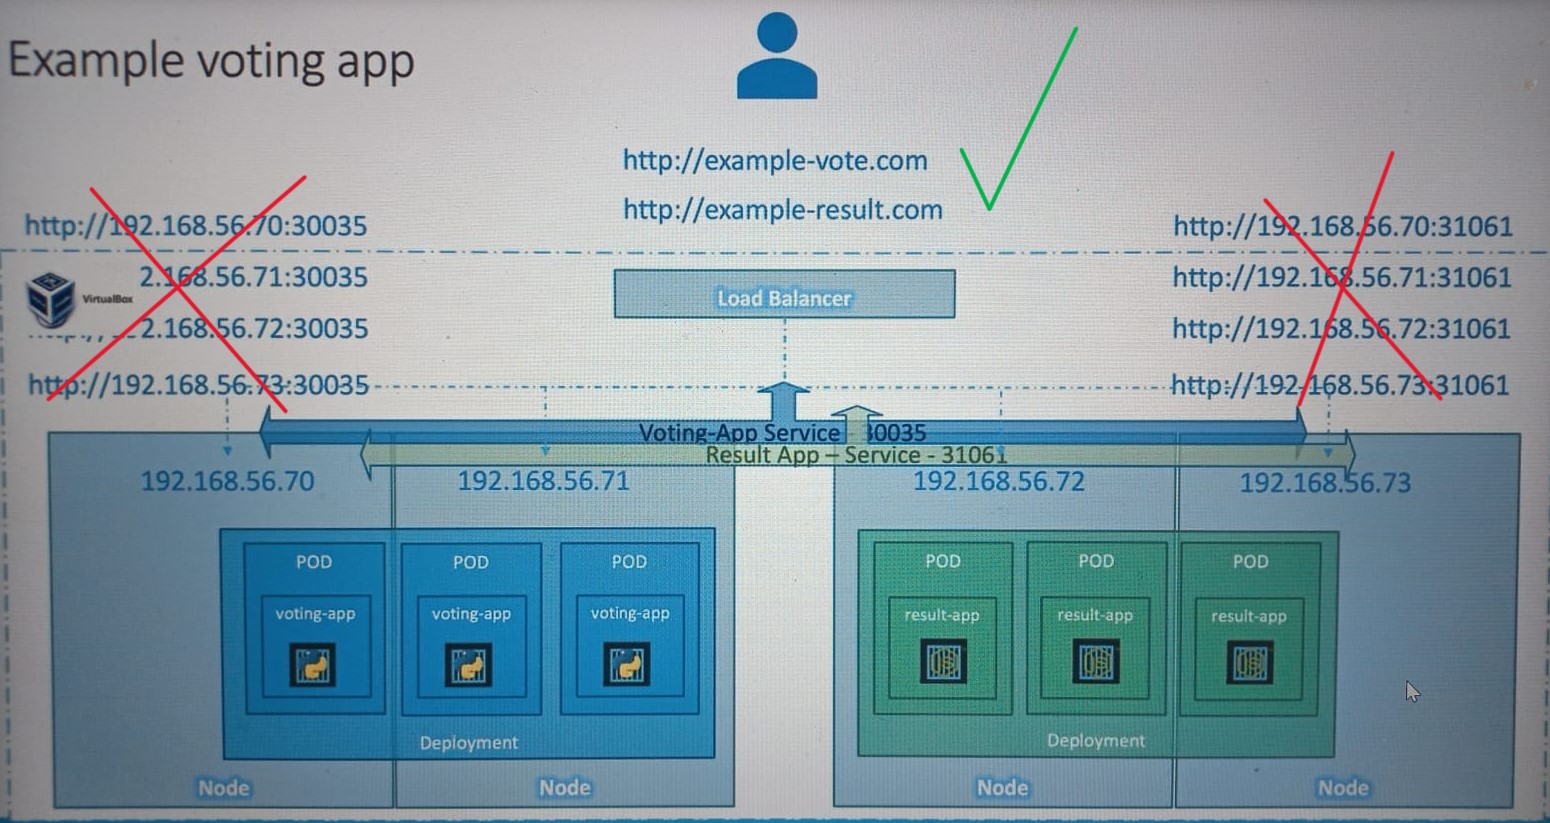 Example voting app
http://example-vote.com
http://example-result.com
http://192.168.56.70:30035
2.168.56.71:30035
2.168.56.72:30035
http://192.168.56.73:30035
VirtualBox
http://192.168.56.70:31061
http://192.168.56.71:31061
http://192.168.56.72:31061
http://192.168.56.73:31061
Load Balancer
Voting-App Service - 30035
Result App – Service - 31061
192.168.56.70
192.168.56.71
192.168.56.72
192.168.56.73
POD
POD
POD
POD
POD
POD
voting-app
voting-app
voting-app
result-app
result-app
result-app
JS
JS
JS
Deployment
Deployment
Node
Node
Node
Node